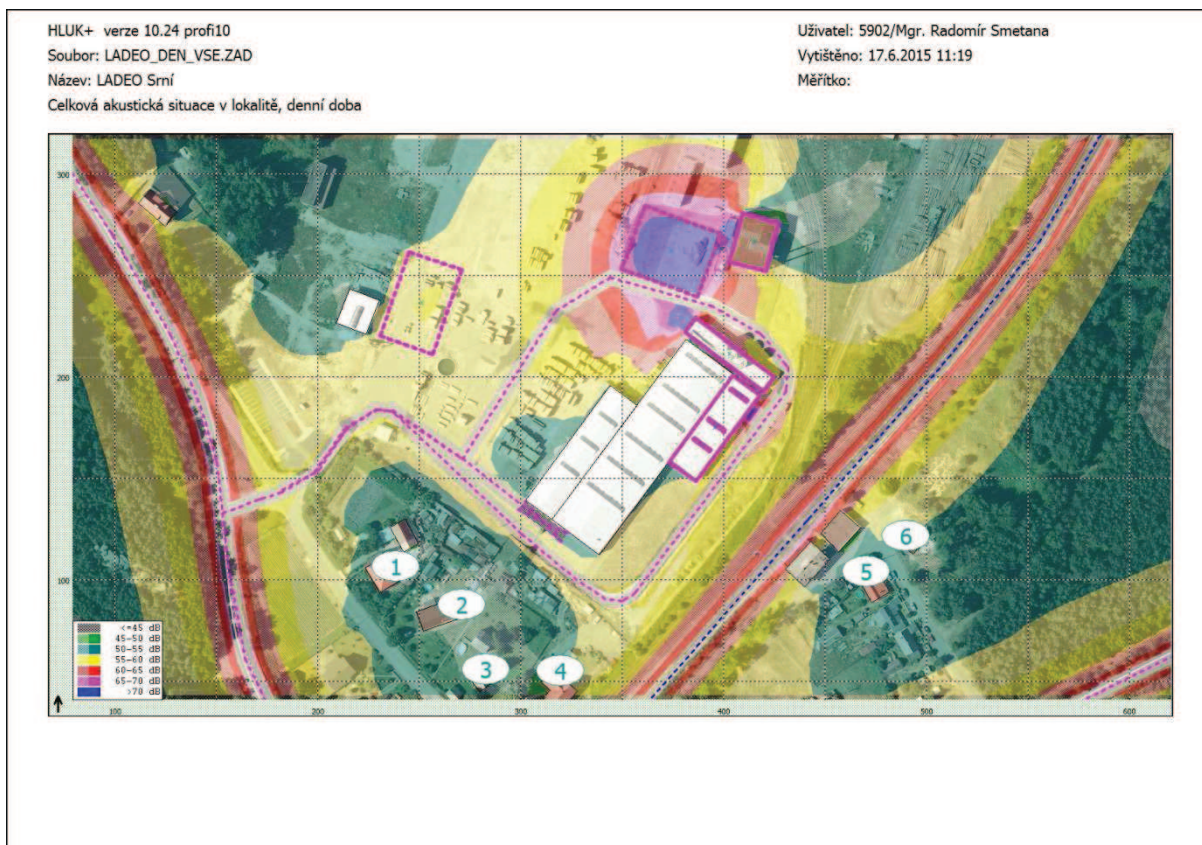 HLUK+ verze 10.24 profi10
Uživatel: 5902/Mgr. Radomír Smetana
Soubor: LADEO_DEN_VSE.ZAD
Vytištěno: 17.6.2015 11:19
Název: LADEO Srní
Měřítko:
Celková akustická situace v lokalitě, denní doba
300
200
100
1
2
3
4
5
6
<=45 dB
45-50 dB
50-55 dB
55-60 dB
60-65 dB
65-70 dB
>70 dB
100 200 300 400 500 600